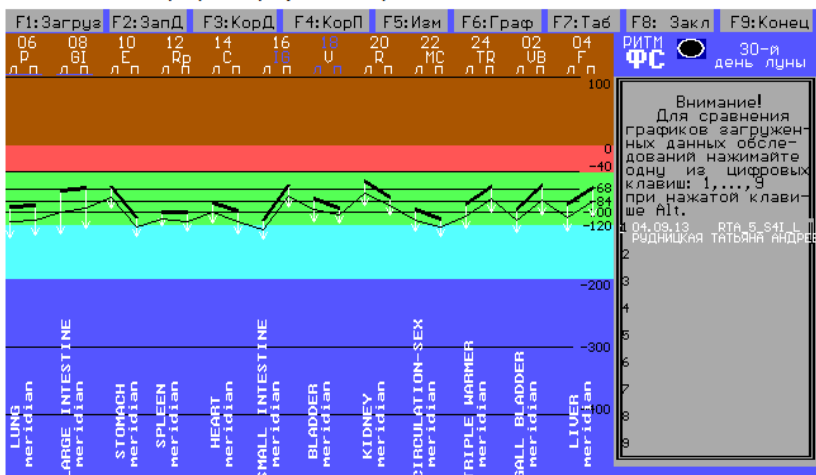 F1:Загруз F2:ЗапД F3:КорД F4:КорП F5:Изм F6:Граф F7:Таб F8: Закл F9:Конец
06 08 10 12 14 16 18 20 22 24 02 04
P GI E Rp C IG V R MC TR VB F
л п л п л п л п л п л п л п л п л п л п л п л п
РИТМ
ФС
30-й
день луны
100
0
-40
-68
-84
-100
-120
-200
-300
-400
LUNG
meridian
LARGE INTESTINE
STOMACH
meridian
SPLEEN
meridian
HEART
meridian
SMALL INTESTINE
BLADDER
meridian
KIDNEY
meridian
CIRCULATION-SEX
meridian
TRIPLE WARMER
meridian
GALL BLADDER
meridian
LIVER
meridian
Внимание!
Для сравнения
графиков загружен-
ных данных обсле-
дований нажимайте
одну из цифровых
клавиш: 1,...,9
при нажатой клави-
ше Alt.
1 04.09.13 RTA_5_S4I_L
РУДНИЦКАЯ ТАТЬЯНА АНДРЕЕ
2
3
4
5
6
7
8
9